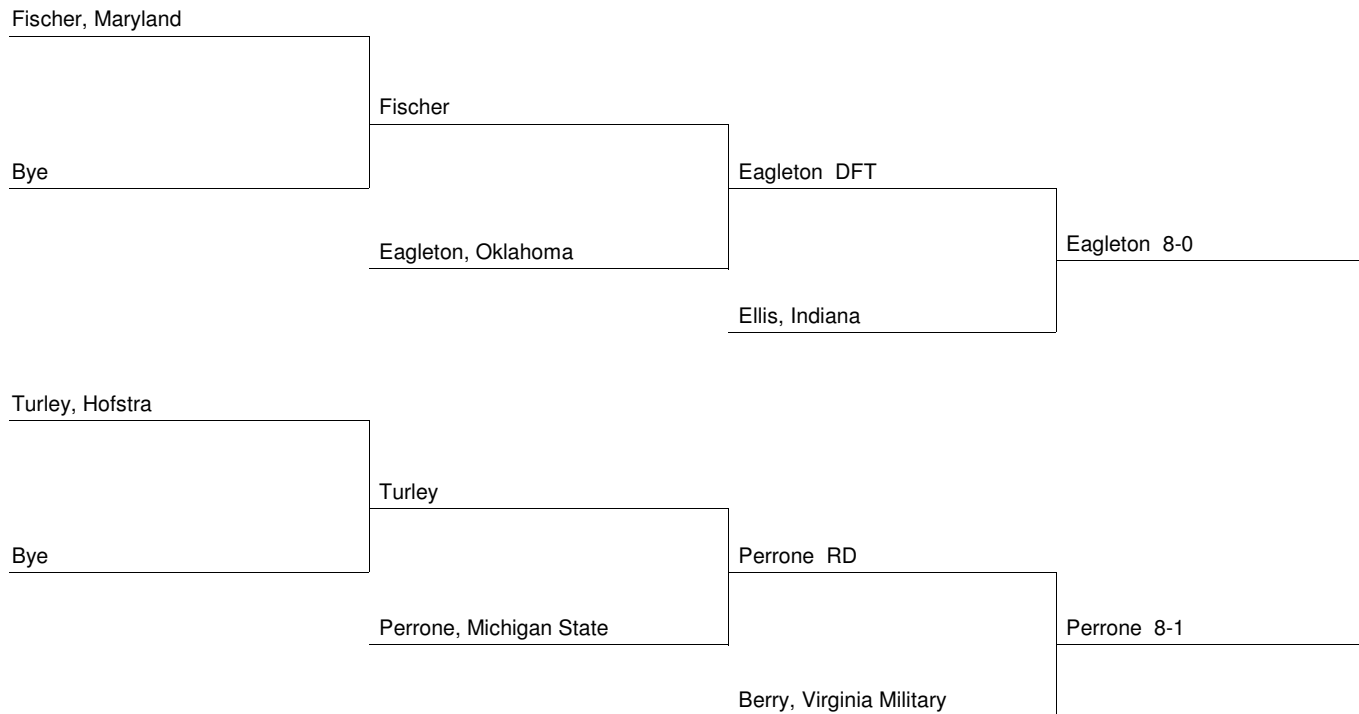 Fischer, Maryland
Fischer
Bye
Eagleton DFT
Eagleton, Oklahoma
Eagleton 8-0
Ellis, Indiana
Turley, Hofstra
Turley
Bye
Perrone RD
Perrone, Michigan State
Perrone 8-1
Berry, Virginia Military